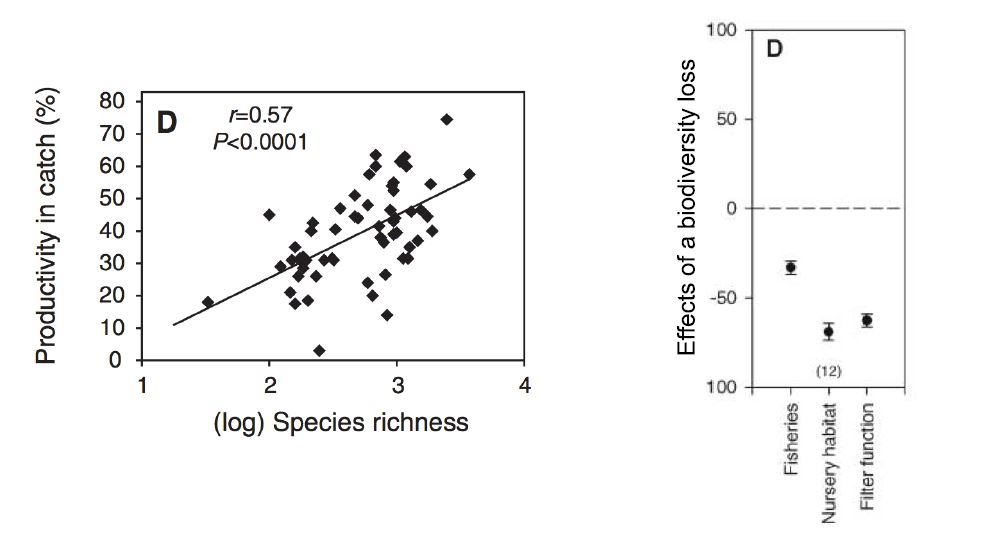 D
r=0.57
P<0.0001
Productivity in catch (%)
80
70
60
50
40
30
20
10
0
1 2 3 4
(log) Species richness
D
Effects of a biodiversity loss
100
50
0
-50
100
(12)
Fisheries
Nursery habitat
Filter function